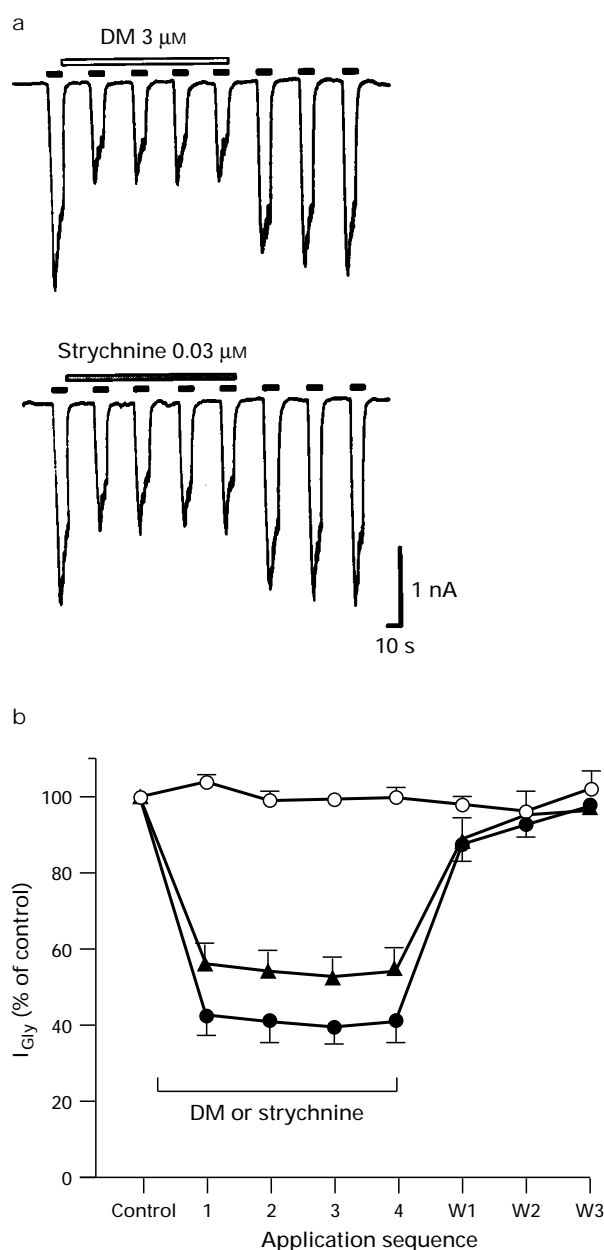 a
DM 3 μM
Strychnine 0.03 μM
1 nA
10 s
b
100
80
60
40
20
0
I_Gly (% of control)
DM or strychnine
Control 1 2 3 4 W1 W2 W3
Application sequence